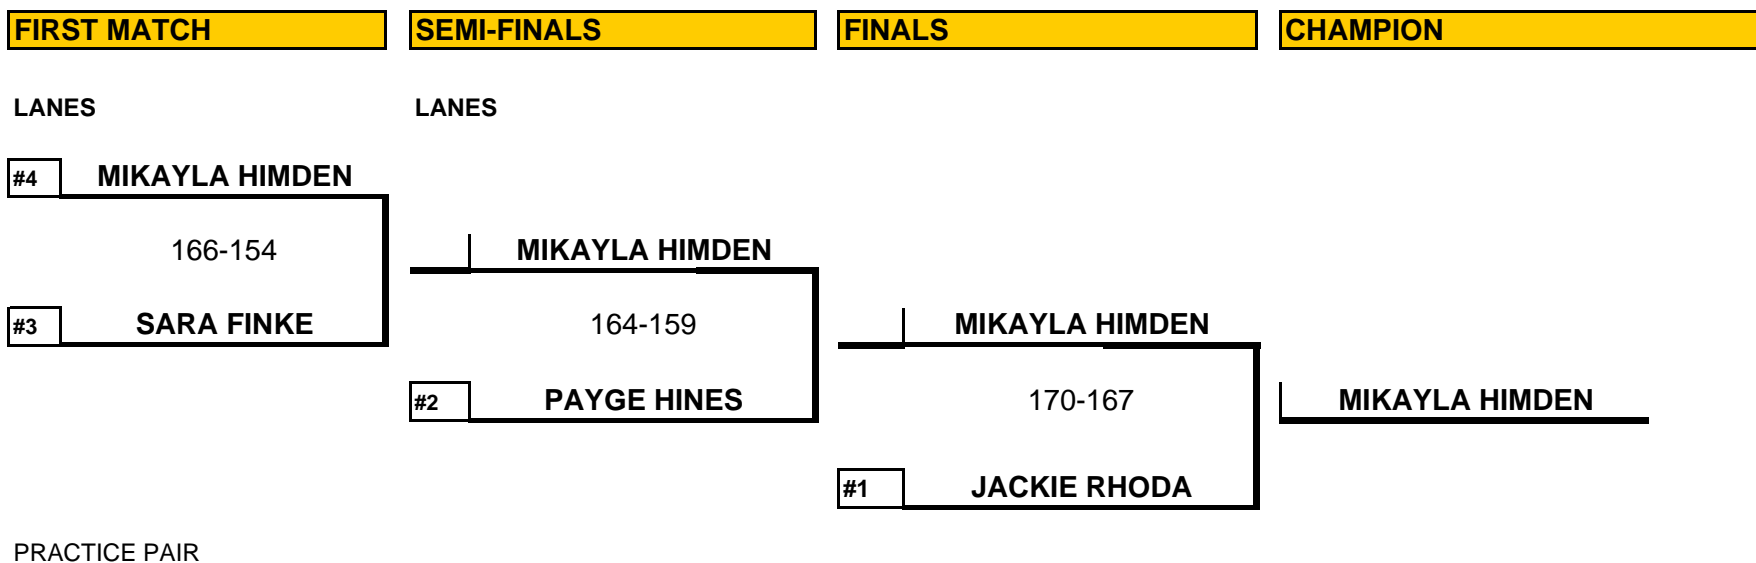 FIRST MATCH SEMI-FINALS FINALS CHAMPION
LANES LANES
#4 MIKAYLA HIMDEN
166-154 MIKAYLA HIMDEN
#3 SARA FINKE 164-159 MIKAYLA HIMDEN
#2 PAYGE HINES 170-167 MIKAYLA HIMDEN
#1 JACKIE RHODA
PRACTICE PAIR